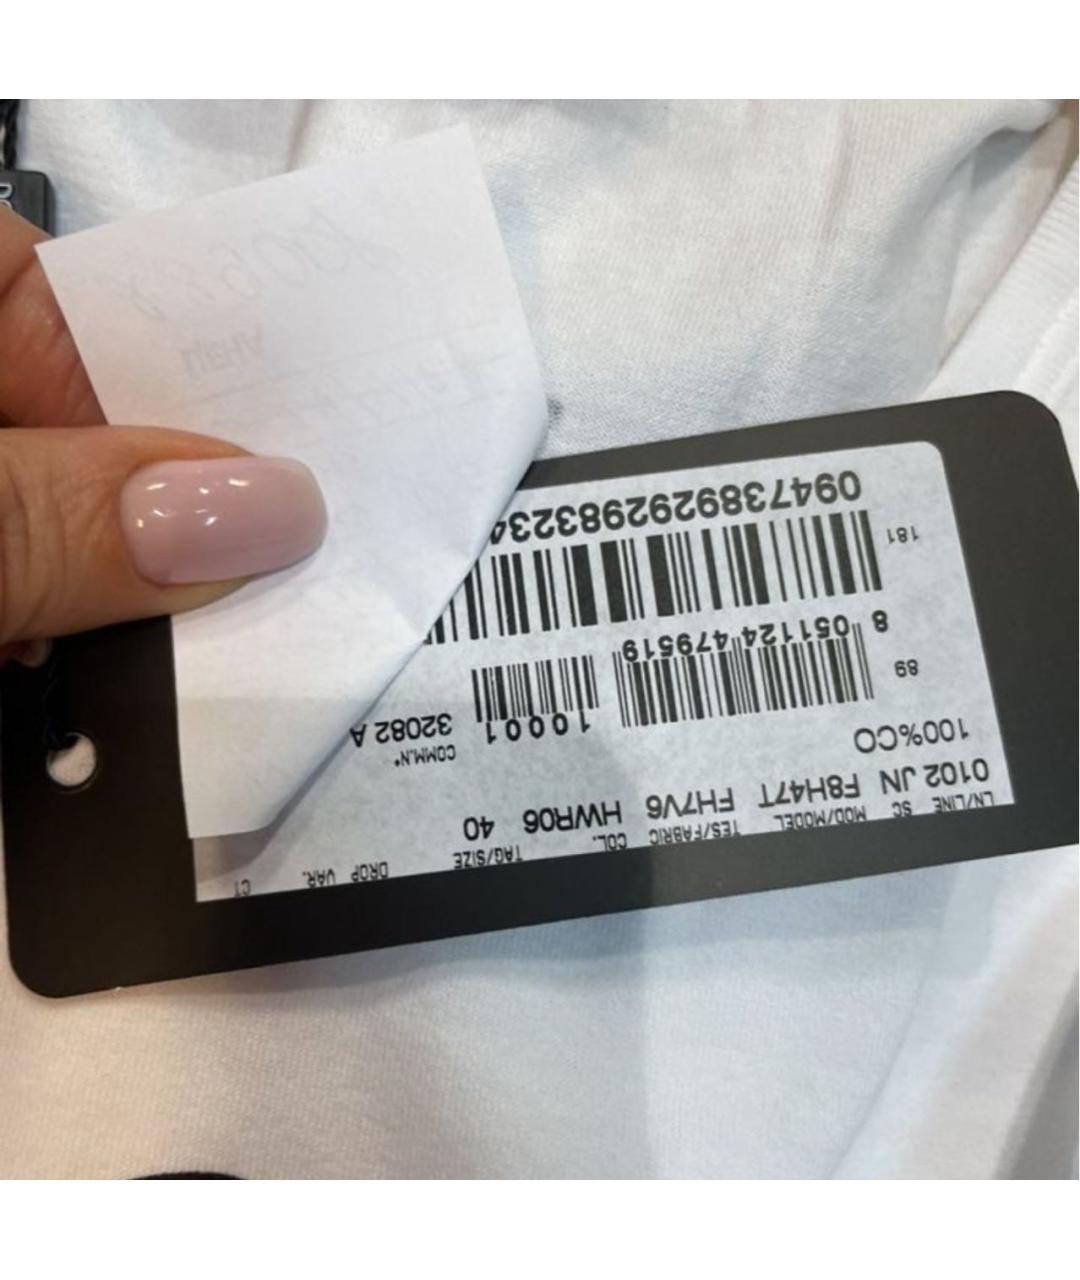 LN/LINE SC MOD/MODEL TES/FABRIC COL. TAG/SIZE DROP VAR. CT
0102 JN F8H47T FH7V6 HWR06 40
100%CO
COMM.N°
32082 A
89
10001
8 051124 479519
181
0947389292983234